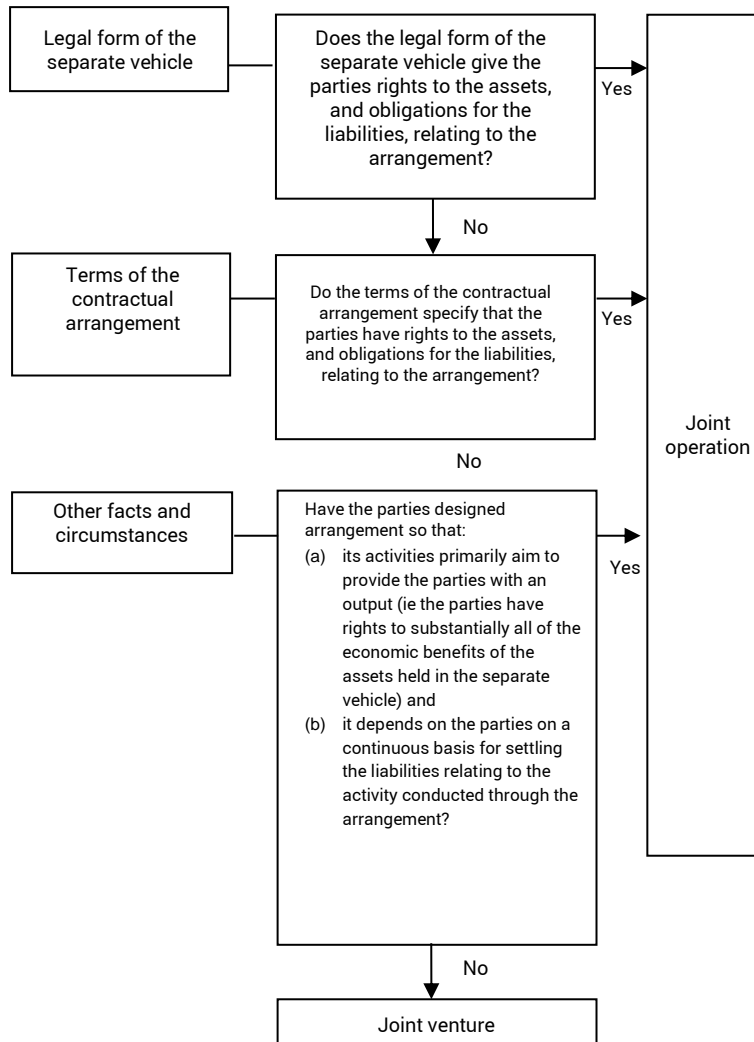 Legal form of the
separate vehicle
Does the legal form of the
separate vehicle give the
parties rights to the assets,
and obligations for the
liabilities, relating to the
arrangement?
Yes
No
Terms of the
contractual
arrangement
Do the terms of the contractual
arrangement specify that the
parties have rights to the assets,
and obligations for the liabilities,
relating to the arrangement?
Yes
Joint
operation
No
Other facts and
circumstances
Have the parties designed
arrangement so that:
(a) its activities primarily aim to
provide the parties with an
output (ie the parties have
rights to substantially all of the
economic benefits of the
assets held in the separate
vehicle) and
(b) it depends on the parties on a
continuous basis for settling
the liabilities relating to the
activity conducted through the
arrangement?
Yes
No
Joint venture